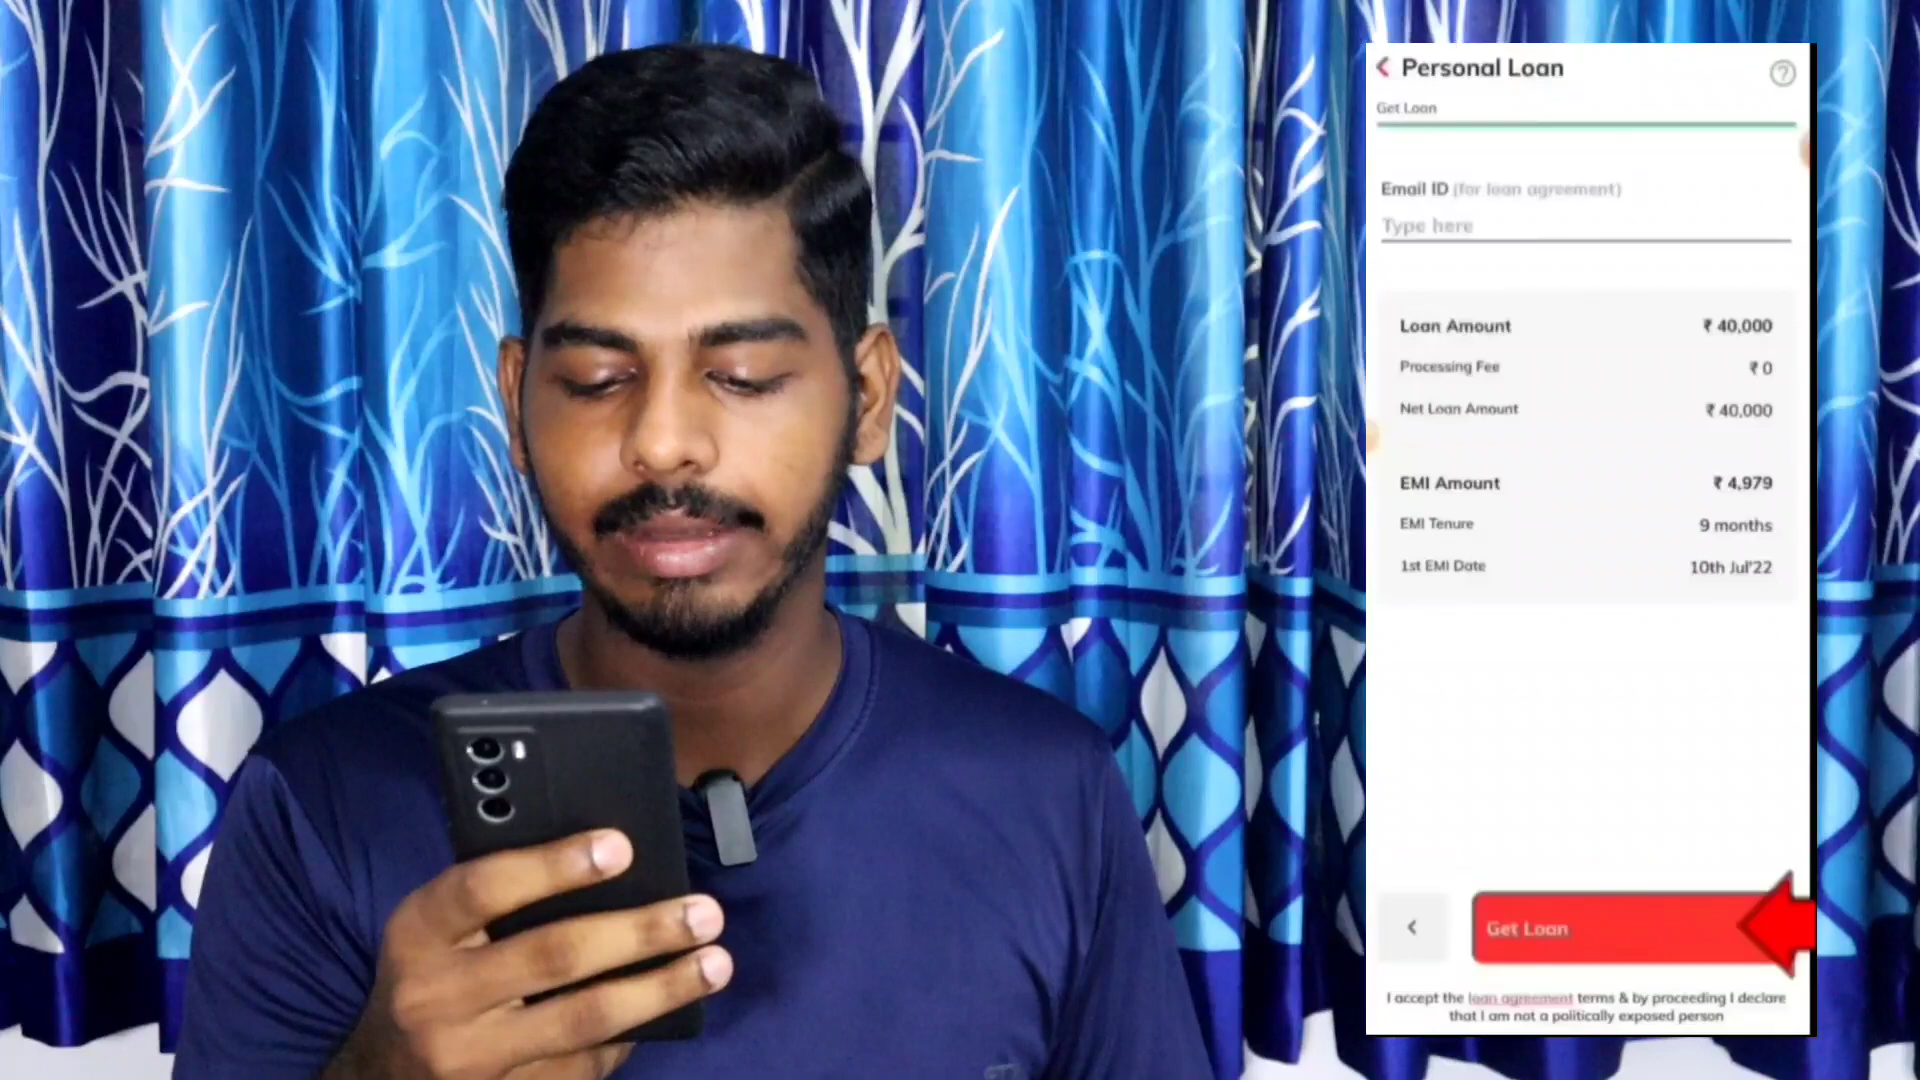 Personal Loan
Get Loan
Email ID (for loan agreement)
Type here
Loan Amount ₹ 40,000
Processing Fee ₹ 0
Net Loan Amount ₹ 40,000
EMI Amount ₹ 4,979
EMI Tenure 9 months
1st EMI Date 10th Jul'22
Get Loan
I accept the loan agreement terms & by proceeding I declare
that I am not a politically exposed person